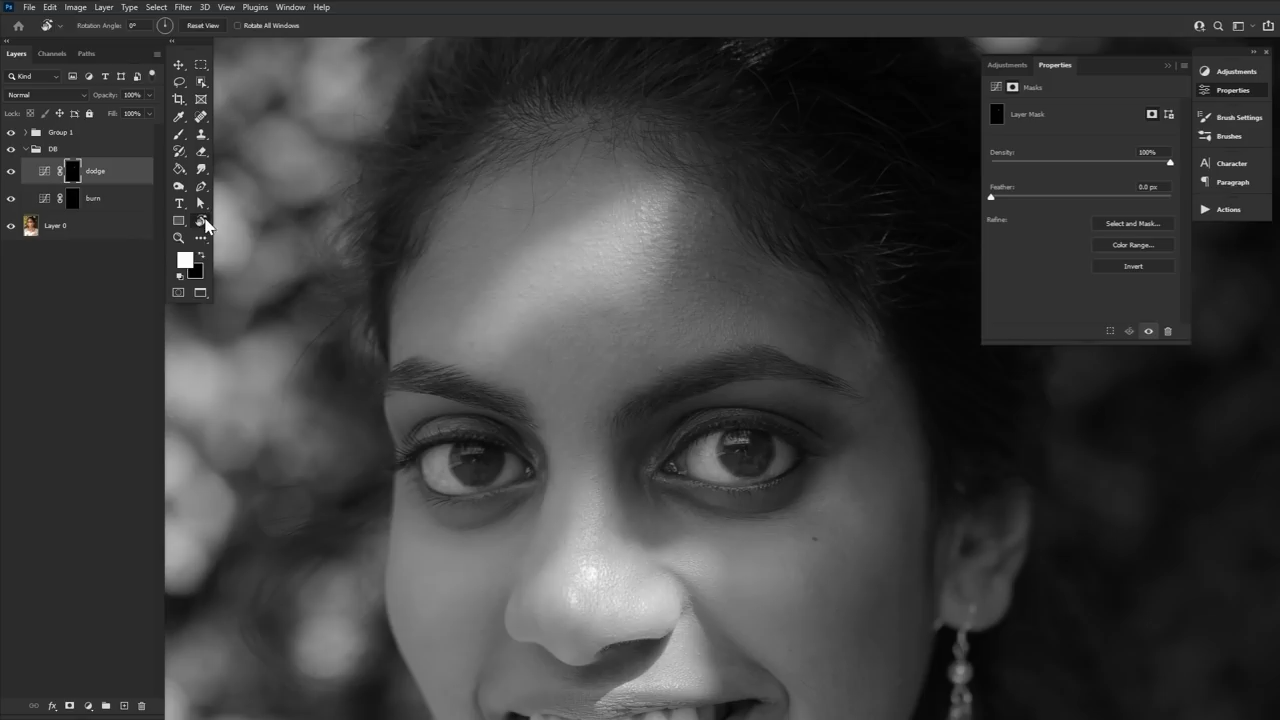 Ps File Edit Image Layer Type Select Filter 3D View Plugins Window Help
Rotation Angle: 0° Reset View Rotate All Windows
Layers Channels Paths
Kind
Normal Opacity: 100%
Lock: Fill: 100%
Group 1
DB
dodge
burn
Layer 0
Adjustments Properties
Masks
Layer Mask
Density: 100%
Feather: 0.0 px
Refine: Select and Mask...
Color Range...
Invert
Adjustments
Properties
Brush Settings
Brushes
Character
Paragraph
Actions